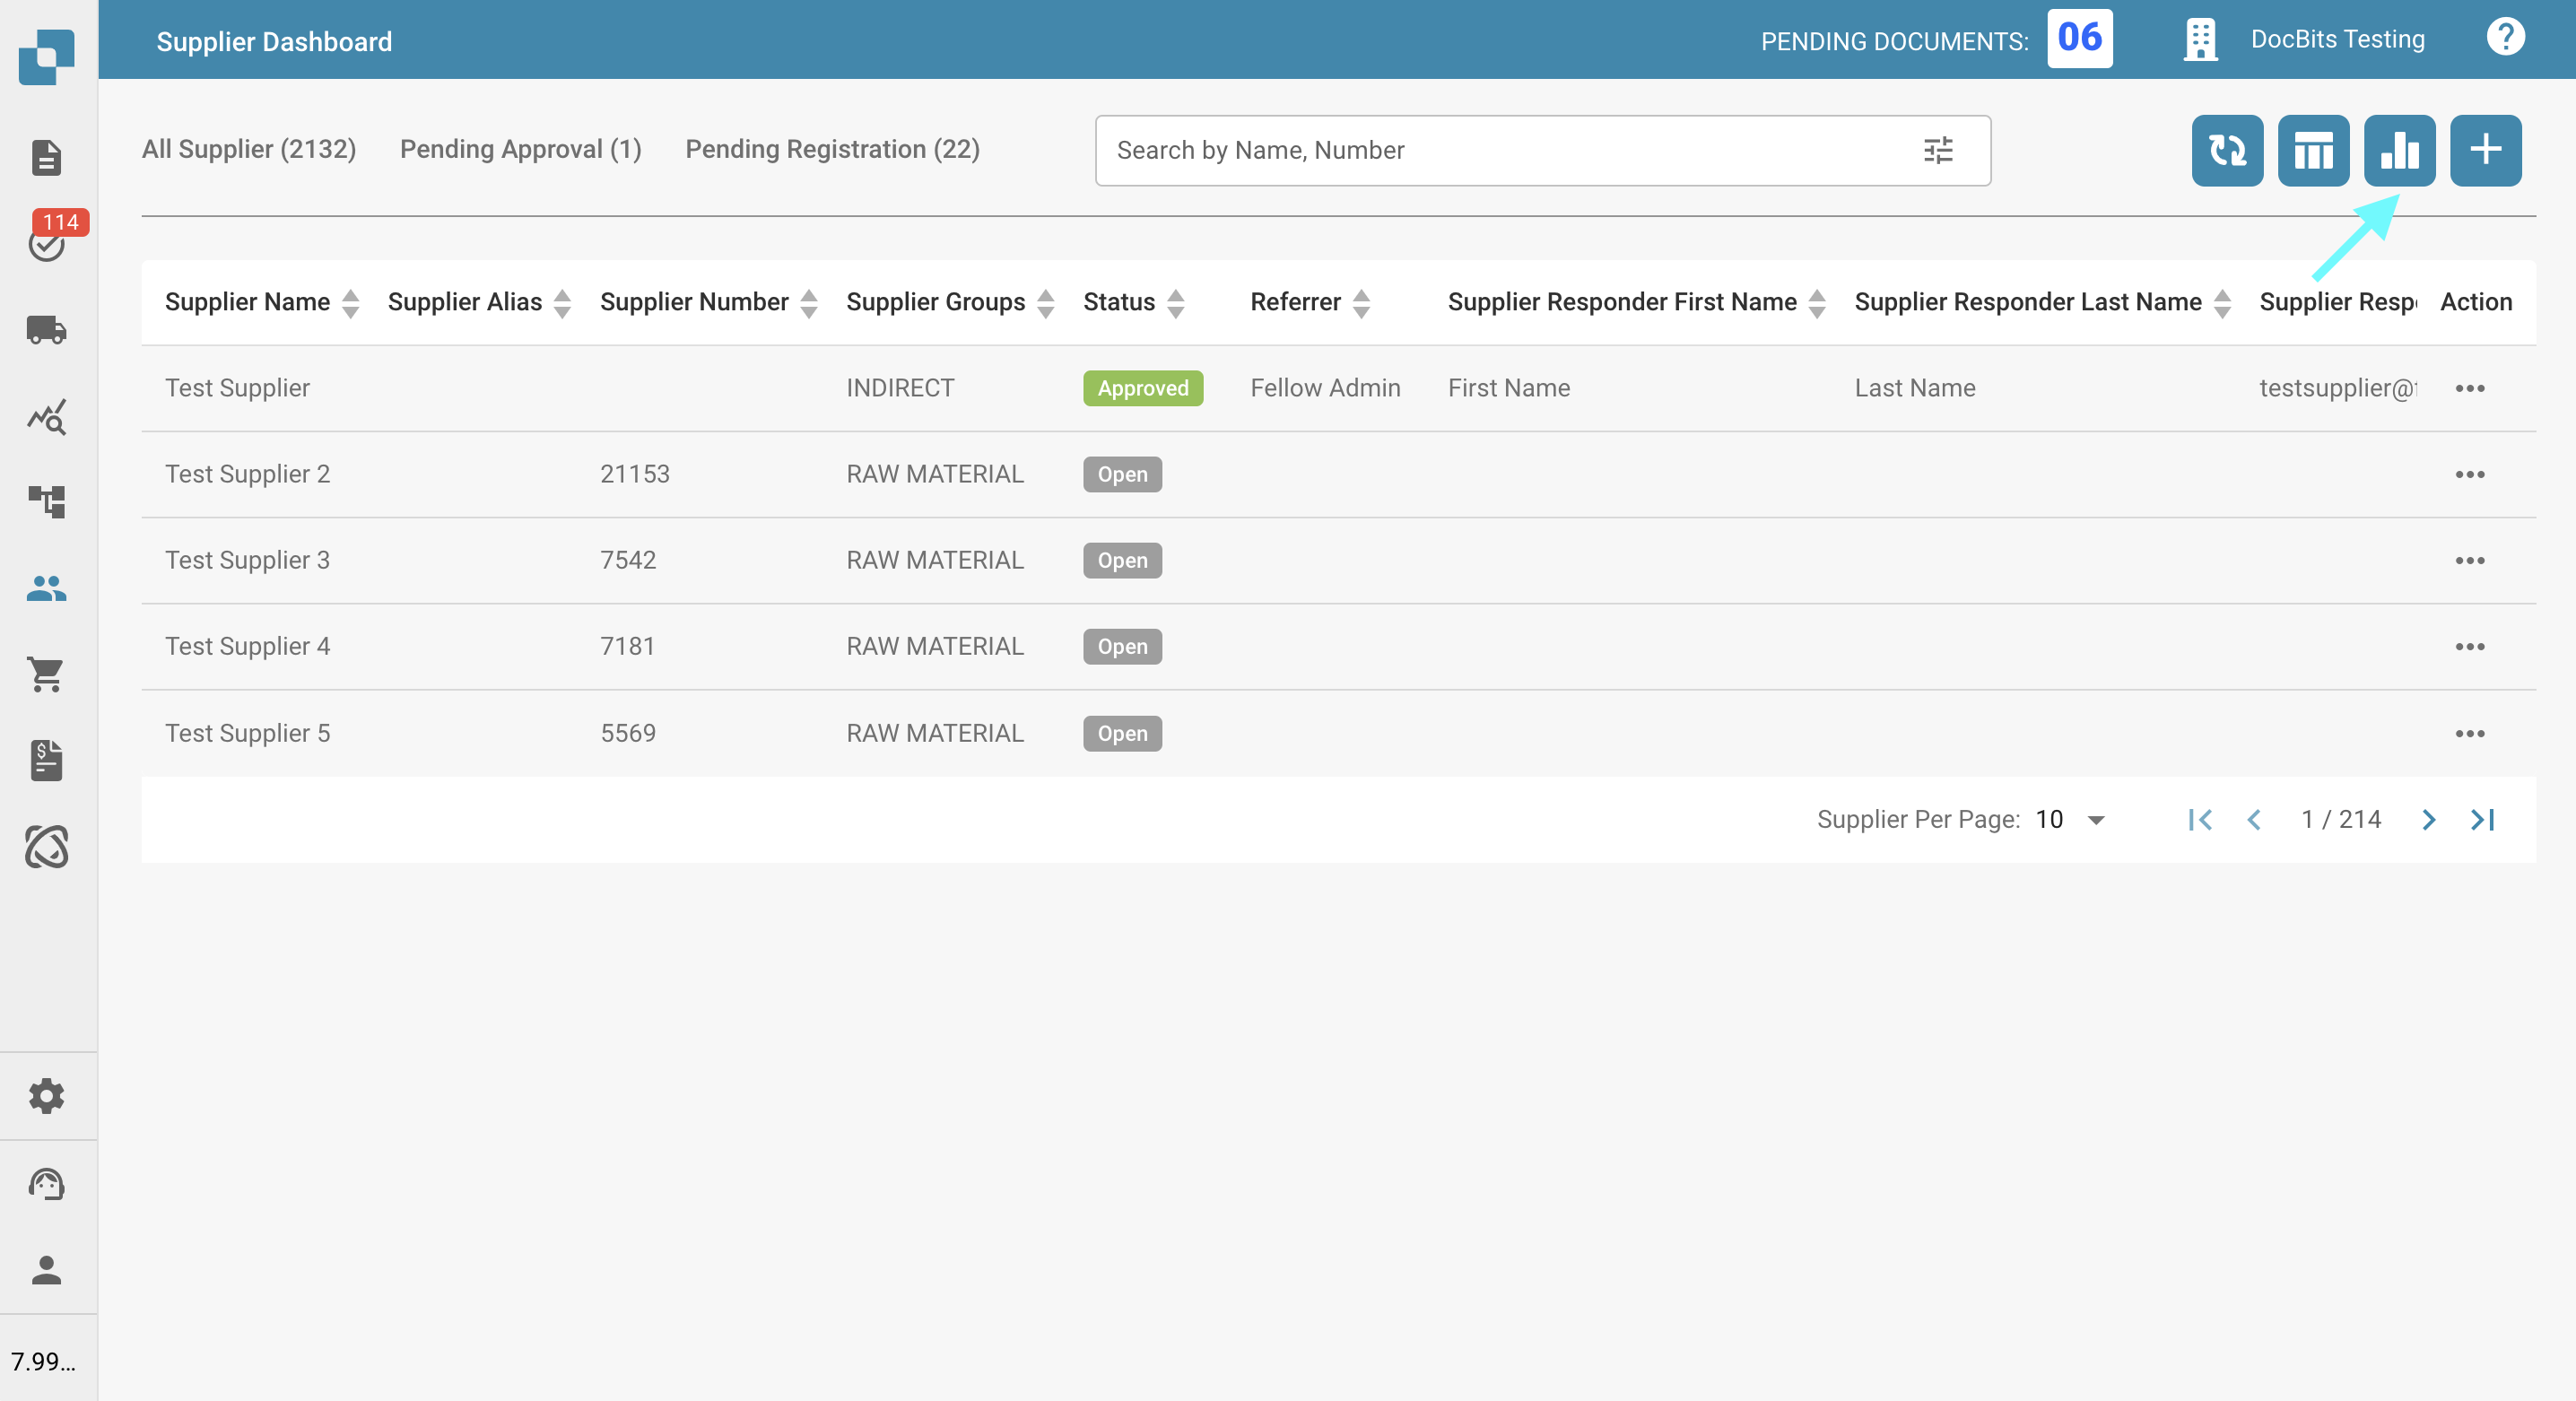 Supplier Dashboard
PENDING DOCUMENTS: 06
DocBits Testing
?
All Supplier (2132) Pending Approval (1) Pending Registration (22)
Search by Name, Number
114
Supplier Name Supplier Alias Supplier Number Supplier Groups Status Referrer Supplier Responder First Name Supplier Responder Last Name Supplier Resp Action
Test Supplier INDIRECT Approved Fellow Admin First Name Last Name testsupplier@ •••
Test Supplier 2 21153 RAW MATERIAL Open •••
Test Supplier 3 7542 RAW MATERIAL Open •••
Test Supplier 4 7181 RAW MATERIAL Open •••
Test Supplier 5 5569 RAW MATERIAL Open •••
Supplier Per Page: 10 1 / 214
7.99...